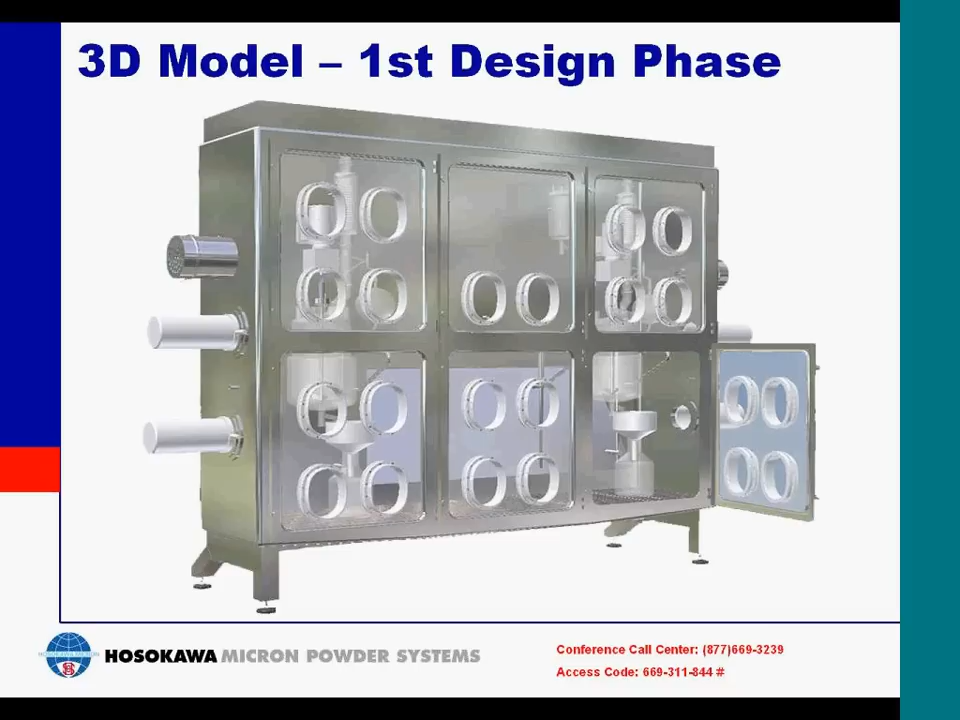 3D Model – 1st Design Phase
HOSOKAWA MICRON POWDER SYSTEMS
Conference Call Center: (877)669-3239
Access Code: 669-311-844 #